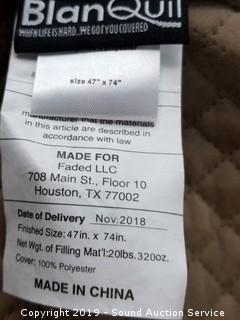 BlanQuil
WHEN LIFE IS HARD...WE GOT YOU COVERED
size 47" x 74"
manufacturer that the materials
in this article are described in
accordance with law
MADE FOR
Faded LLC
708 Main St., Floor 10
Houston, TX 77002
Date of Delivery Nov.2018
Finished Size: 47in. x 74in.
Net Wgt. of Filling Mat'l:20lbs.320oz.
Cover: 100% Polyester
MADE IN CHINA
Copyright 2019 - Sound Auction Service